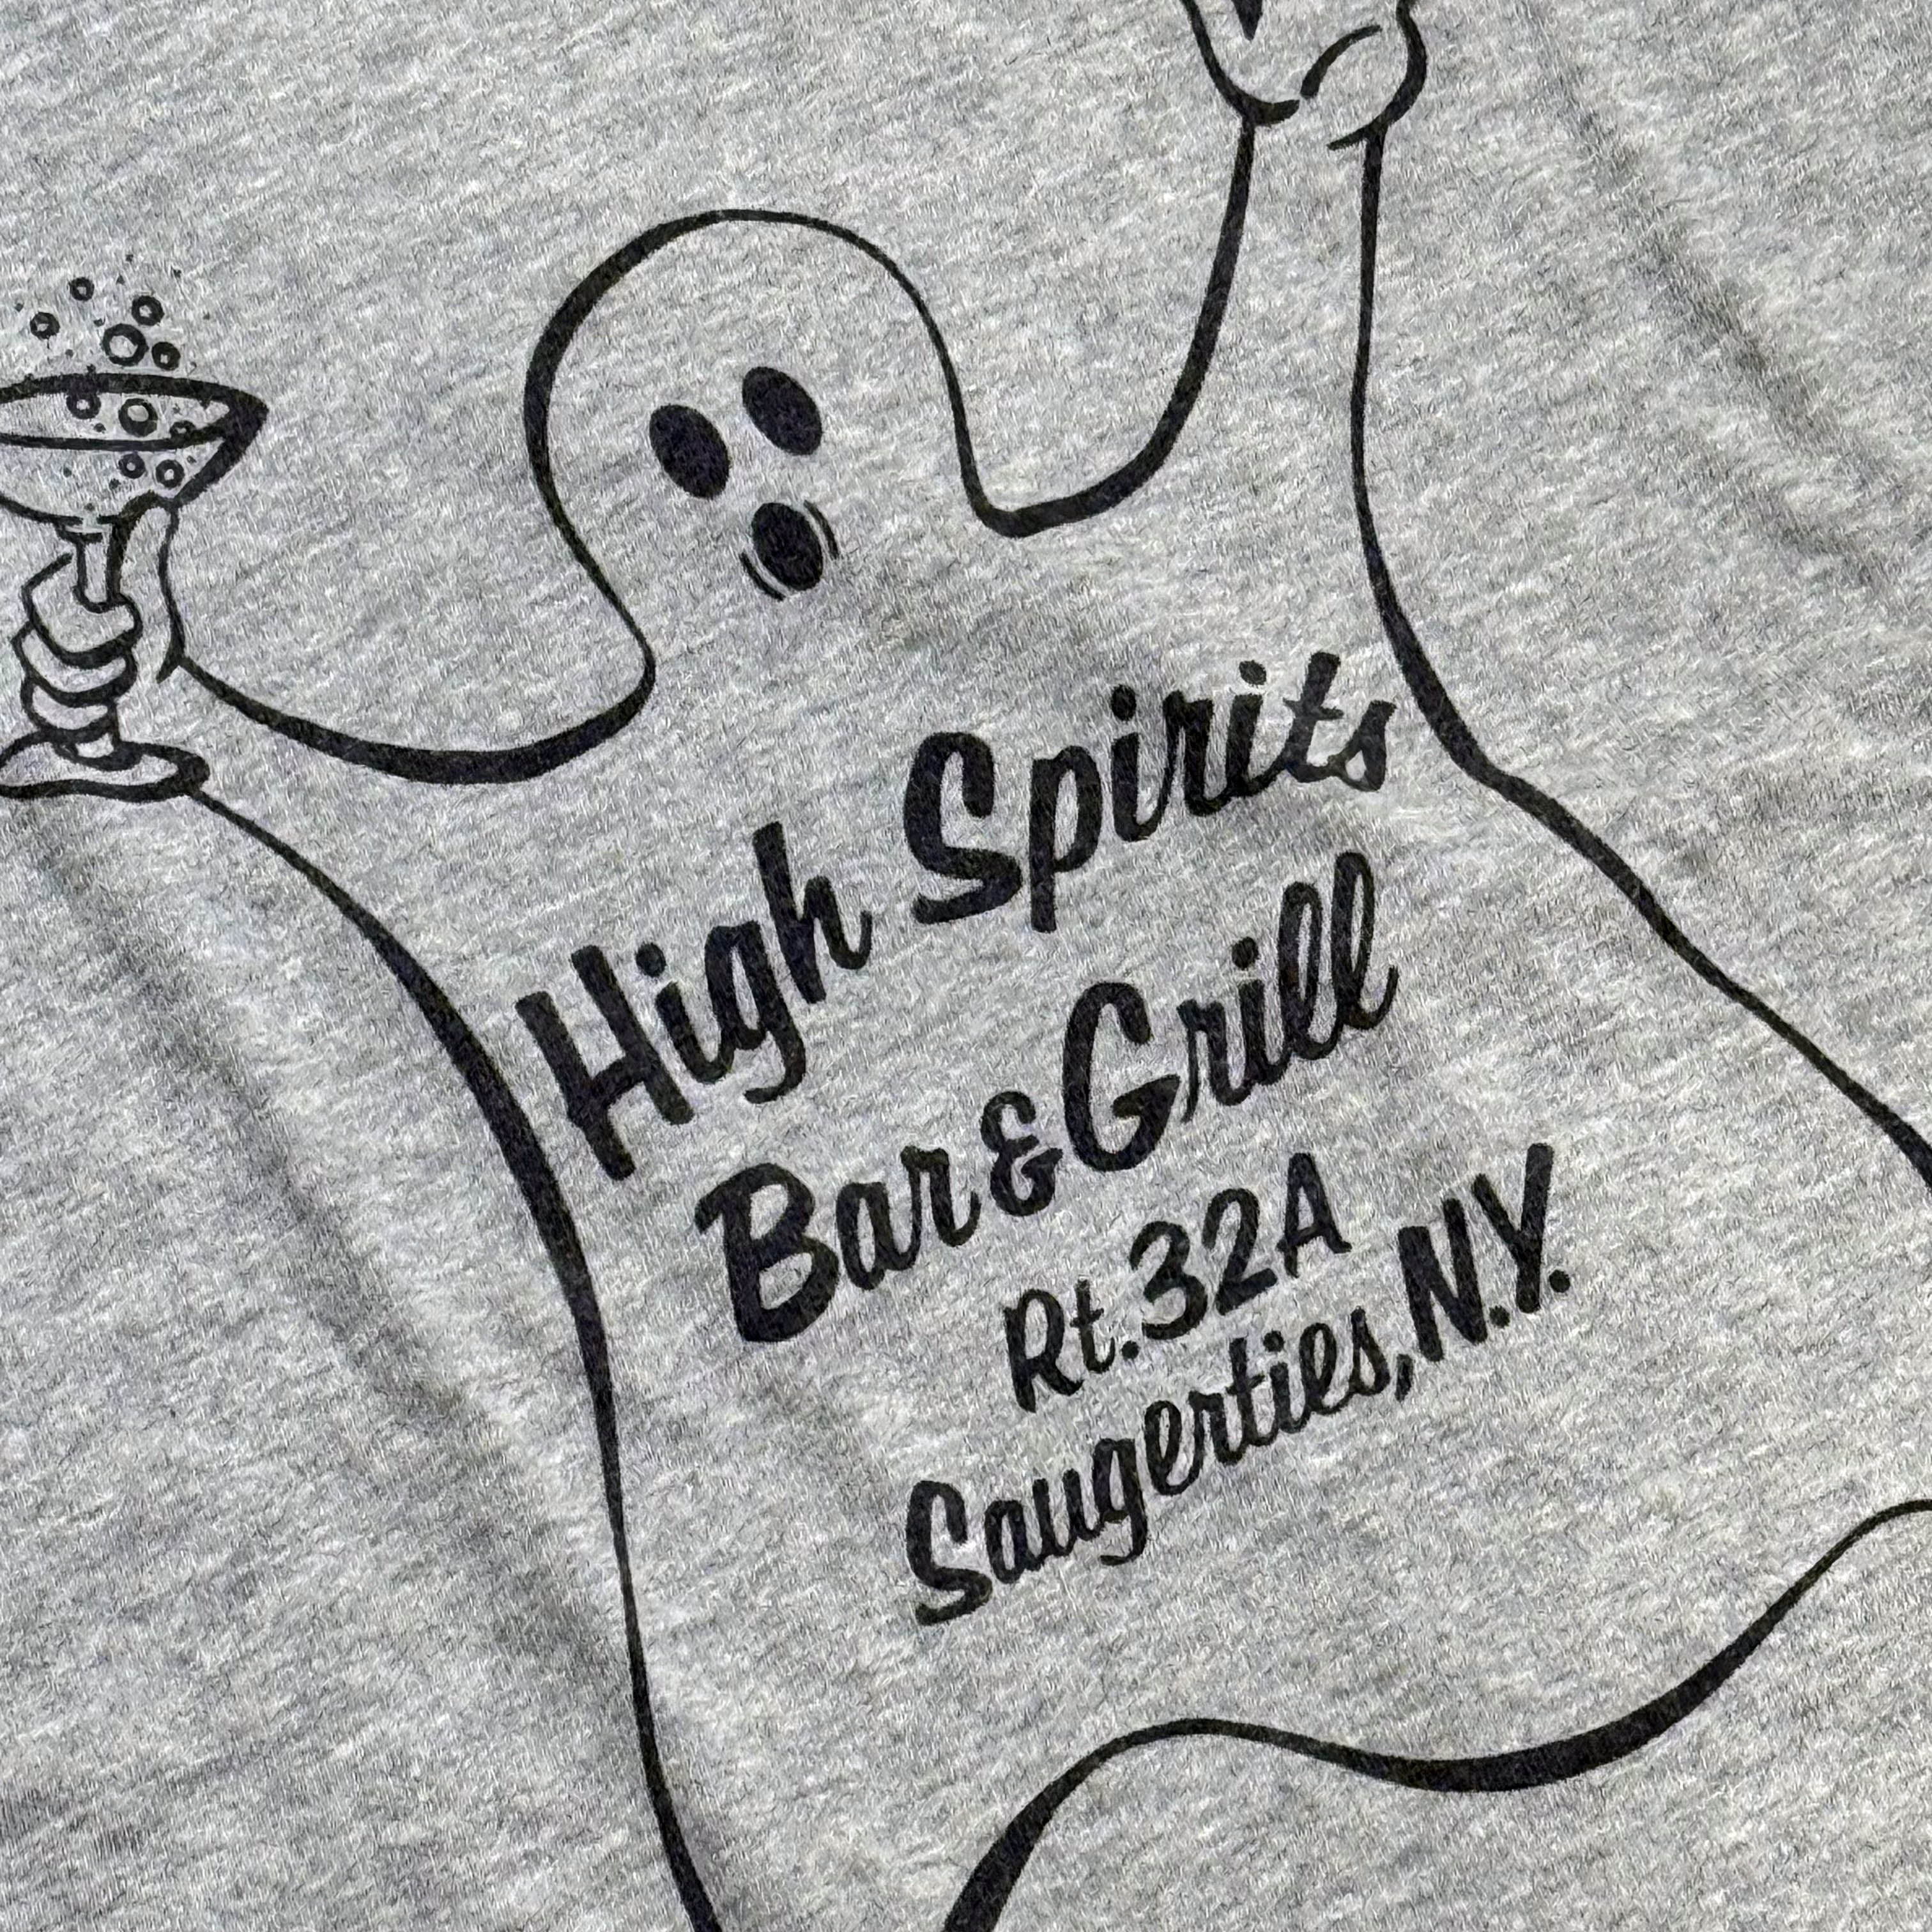 High Spirits
Bar & Grill
Rt. 32A
Saugerties, N.Y.